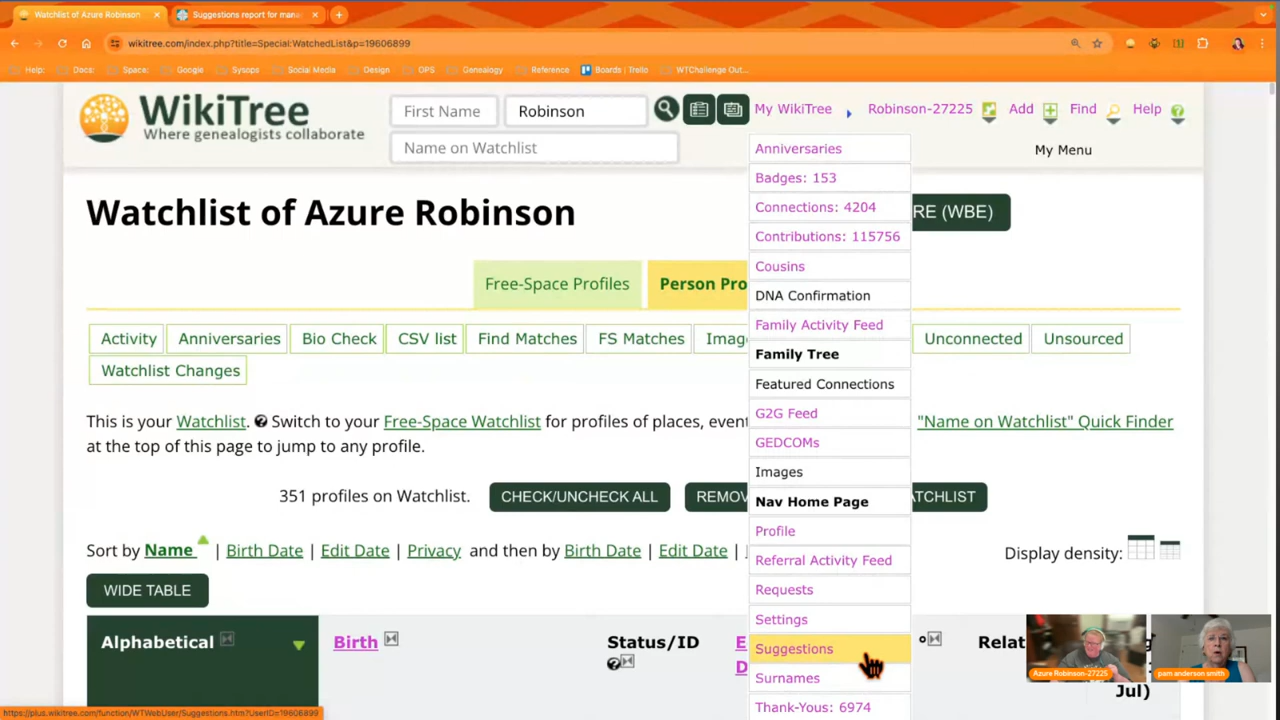 Watchlist of Azure Robinson
Suggestions report for mana
wikitree.com/index.php?title=Special:WatchedList&p=19606899
Help: Docs: Space: Google Sysops Social Media Design OPS Genealogy Reference Boards | Trello WTChallenge Out...
WikiTree
Where genealogists collaborate
First Name
Robinson
Name on Watchlist
My WikiTree
Robinson-27225
Add
Find
Help
My Menu
Anniversaries
Badges: 153
Connections: 4204
Contributions: 115756
Cousins
DNA Confirmation
Family Activity Feed
Family Tree
Featured Connections
G2G Feed
GEDCOMs
Images
Nav Home Page
Profile
Referral Activity Feed
Requests
Settings
Suggestions
Surnames
Thank-Yous: 6974
Watchlist of Azure Robinson
RE (WBE)
Free-Space Profiles
Person Pro
Activity Anniversaries Bio Check CSV list Find Matches FS Matches Imag Unconnected Unsourced
Watchlist Changes
This is your Watchlist. Switch to your Free-Space Watchlist for profiles of places, event "Name on Watchlist" Quick Finder
at the top of this page to jump to any profile.
351 profiles on Watchlist. CHECK/UNCHECK ALL REMOV ATCHLIST
Sort by Name | Birth Date | Edit Date | Privacy and then by Birth Date | Edit Date |
Display density:
WIDE TABLE
Alphabetical
Birth
Status/ID
E
D
Relat
Jul)
Azure Robinson-27225
pam anderson smith
https://plus.wikitree.com/function/WTWebUser/Suggestions.htm?UserID=19606899